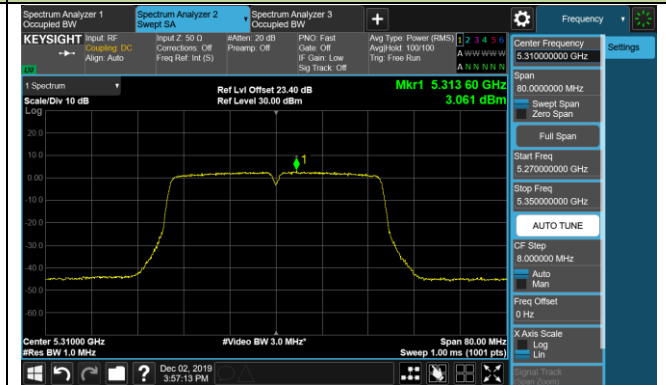 Spectrum Analyzer 1
Occupied BW
Spectrum Analyzer 2
Swept SA
Spectrum Analyzer 3
Occupied BW
Frequency
KEYSIGHT
Input: RF
Coupling: DC
Align: Auto
Input Z: 50 Ω
Corrections: Off
Freq Ref: Int (S)
#Atten: 20 dB
Preamp: Off
PNO: Fast
Gate: Off
IF Gain: Low
Sig Track: Off
Avg Type: Power (RMS)
Avg|Hold: 100/100
Trig: Free Run
1 2 3 4 5 6
A W W W W W
A N N N N N
1 Spectrum
Scale/Div 10 dB
Log
Ref Lvl Offset 23.40 dB
Ref Level 30.00 dBm
Mkr1 5.313 60 GHz
3.061 dBm
20.0
10.0
0.00
-10.0
-20.0
-30.0
-40.0
-50.0
-60.0
1
Center 5.31000 GHz
#Res BW 1.0 MHz
#Video BW 3.0 MHz*
Span 80.00 MHz
Sweep 1.00 ms (1001 pts)
Dec 02, 2019
3:57:13 PM
Settings
Center Frequency
5.310000000 GHz
Span
80.0000000 MHz
Swept Span
Zero Span
Full Span
Start Freq
5.270000000 GHz
Stop Freq
5.350000000 GHz
AUTO TUNE
CF Step
8.000000 MHz
Auto
Man
Freq Offset
0 Hz
X Axis Scale
Log
Lin
Signal Track
(Span Zoom)